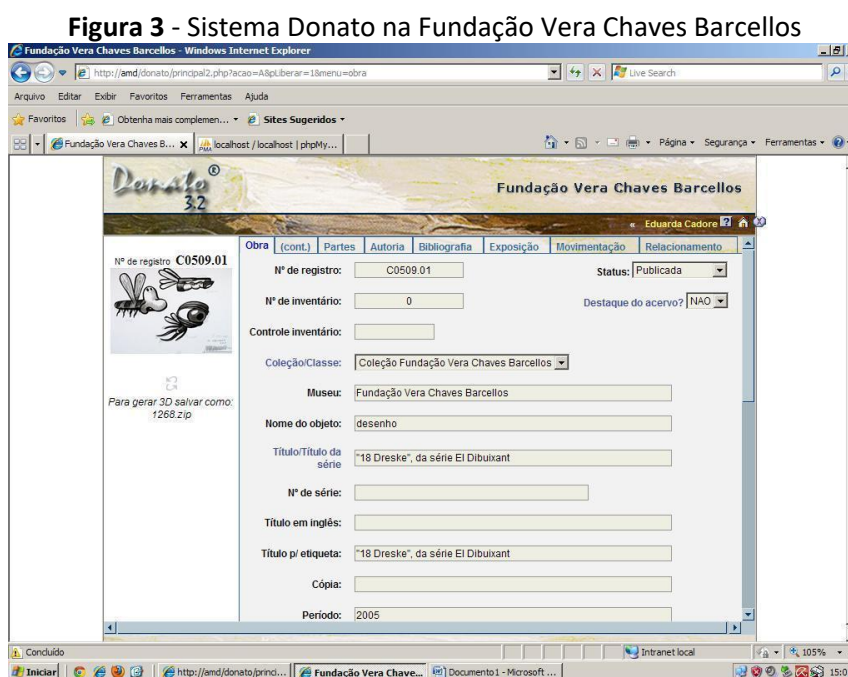 Figura 3 - Sistema Donato na Fundação Vera Chaves Barcellos
Fundação Vera Chaves Barcellos - Windows Internet Explorer
http://amd/donato/principal2.php?acao=A&pLiberar=1&menu=obra
Live Search
Arquivo Editar Exibir Favoritos Ferramentas Ajuda
Favoritos Obtenha mais complemen... Sites Sugeridos
Fundação Vera Chaves B... X localhost / localhost | phpMy...
Página Segurança Ferramentas
Donato ®
3.2
Fundação Vera Chaves Barcellos
« Eduarda Cadore
Obra (cont.) Partes Autoria Bibliografia Exposição Movimentação Relacionamento
Nº de registro C0509.01
Para gerar 3D salvar como:
1268.zip
Nº de registro: C0509.01 Status: Publicada
Nº de inventário: 0 Destaque do acervo? NAO
Controle inventário:
Coleção/Classe: Coleção Fundação Vera Chaves Barcellos
Museu: Fundação Vera Chaves Barcellos
Nome do objeto: desenho
Título/Título da
série "18 Dreske", da série El Dibuixant
Nº de série:
Título em inglês:
Título p/ etiqueta: "18 Dreske", da série El Dibuixant
Cópia:
Período: 2005
Concluído Intranet local 105%
Iniciar http://amd/donato/princi... Fundação Vera Chave... Documento1 - Microsoft ... 15:0